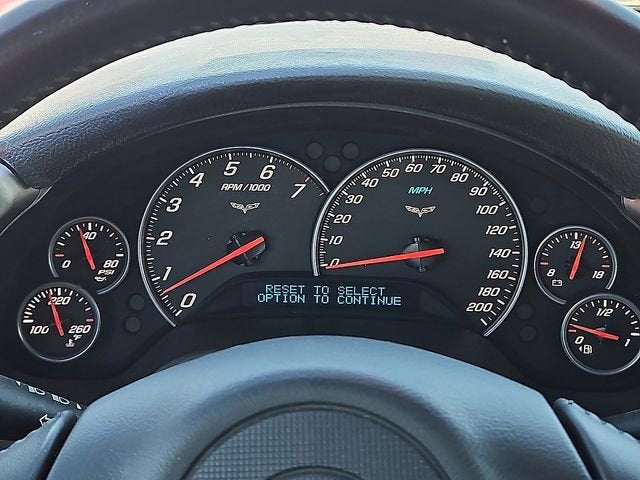 0 1 2 3 4 5 6 7
RPM/1000
0 10 20 30 40 50 60 70 80 90 100 120 140 160 180 200
MPH
0 40 80
PSI
100 220 260
°F
8 13 18
0 1/2 1
RESET TO SELECT
OPTION TO CONTINUE